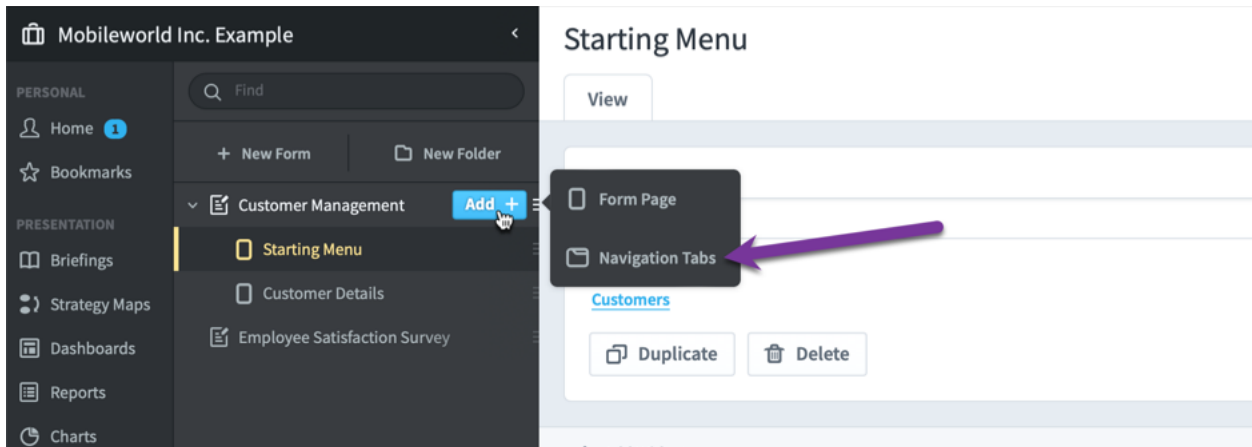 Mobileworld Inc. Example
PERSONAL
Home 1
Bookmarks
PRESENTATION
Briefings
Strategy Maps
Dashboards
Reports
Charts
Find
+ New Form
New Folder
Customer Management
Add +
Starting Menu
Customer Details
Employee Satisfaction Survey
Form Page
Navigation Tabs
Starting Menu
View
Customers
Duplicate
Delete